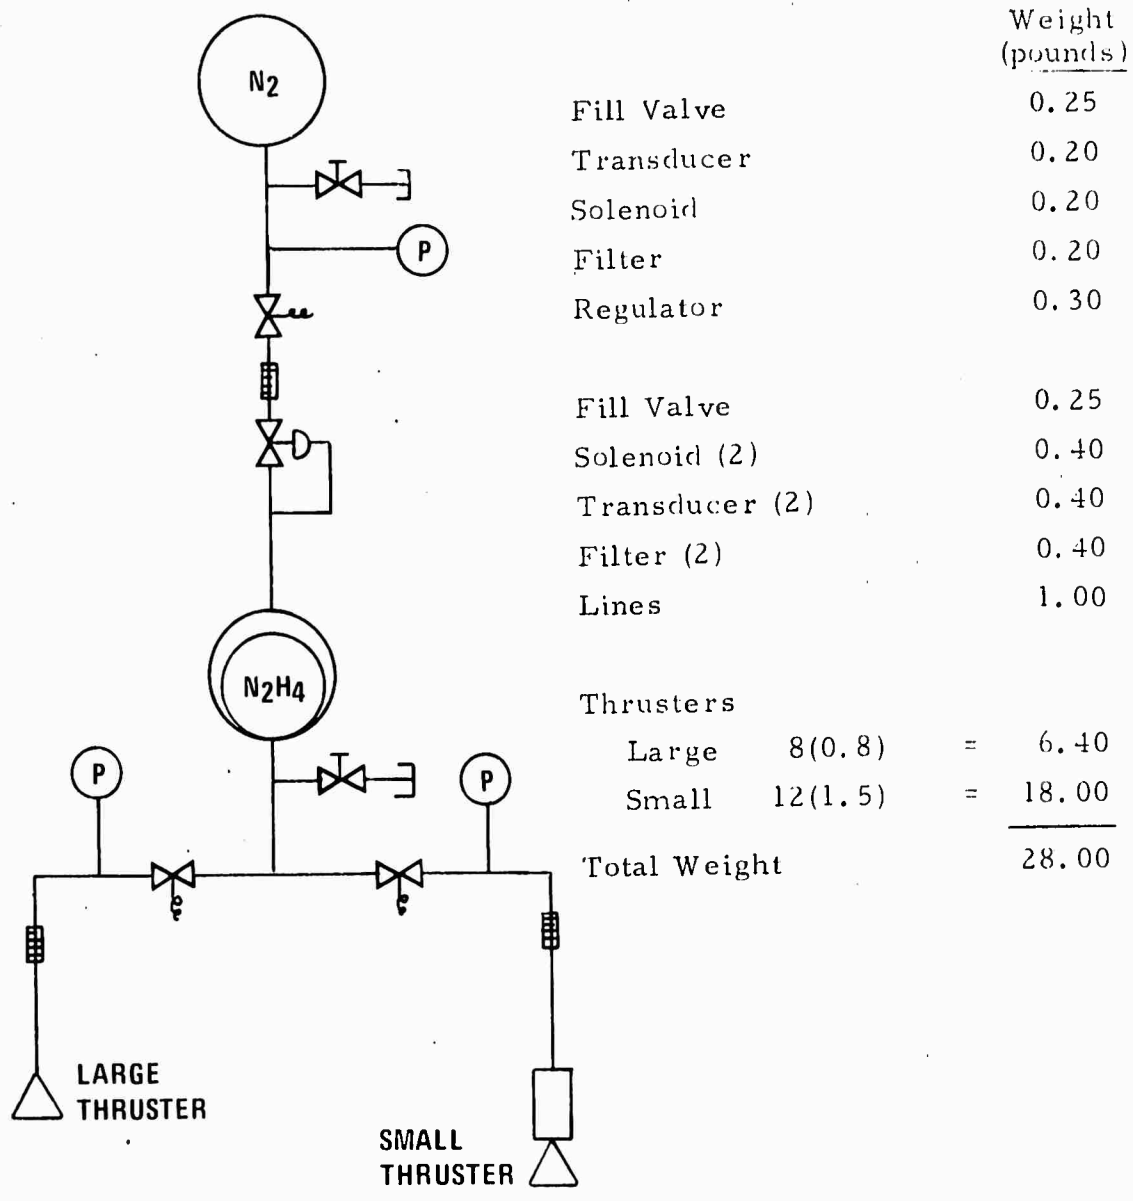 Weight
(pounds)
Fill Valve 0.25
Transducer 0.20
Solenoid 0.20
Filter 0.20
Regulator 0.30
Fill Valve 0.25
Solenoid (2) 0.40
Transducer (2) 0.40
Filter (2) 0.40
Lines 1.00
Thrusters
Large 8(0.8) = 6.40
Small 12(1.5) = 18.00
Total Weight 28.00
N2
P
N2H4
P
P
LARGE
THRUSTER
SMALL
THRUSTER